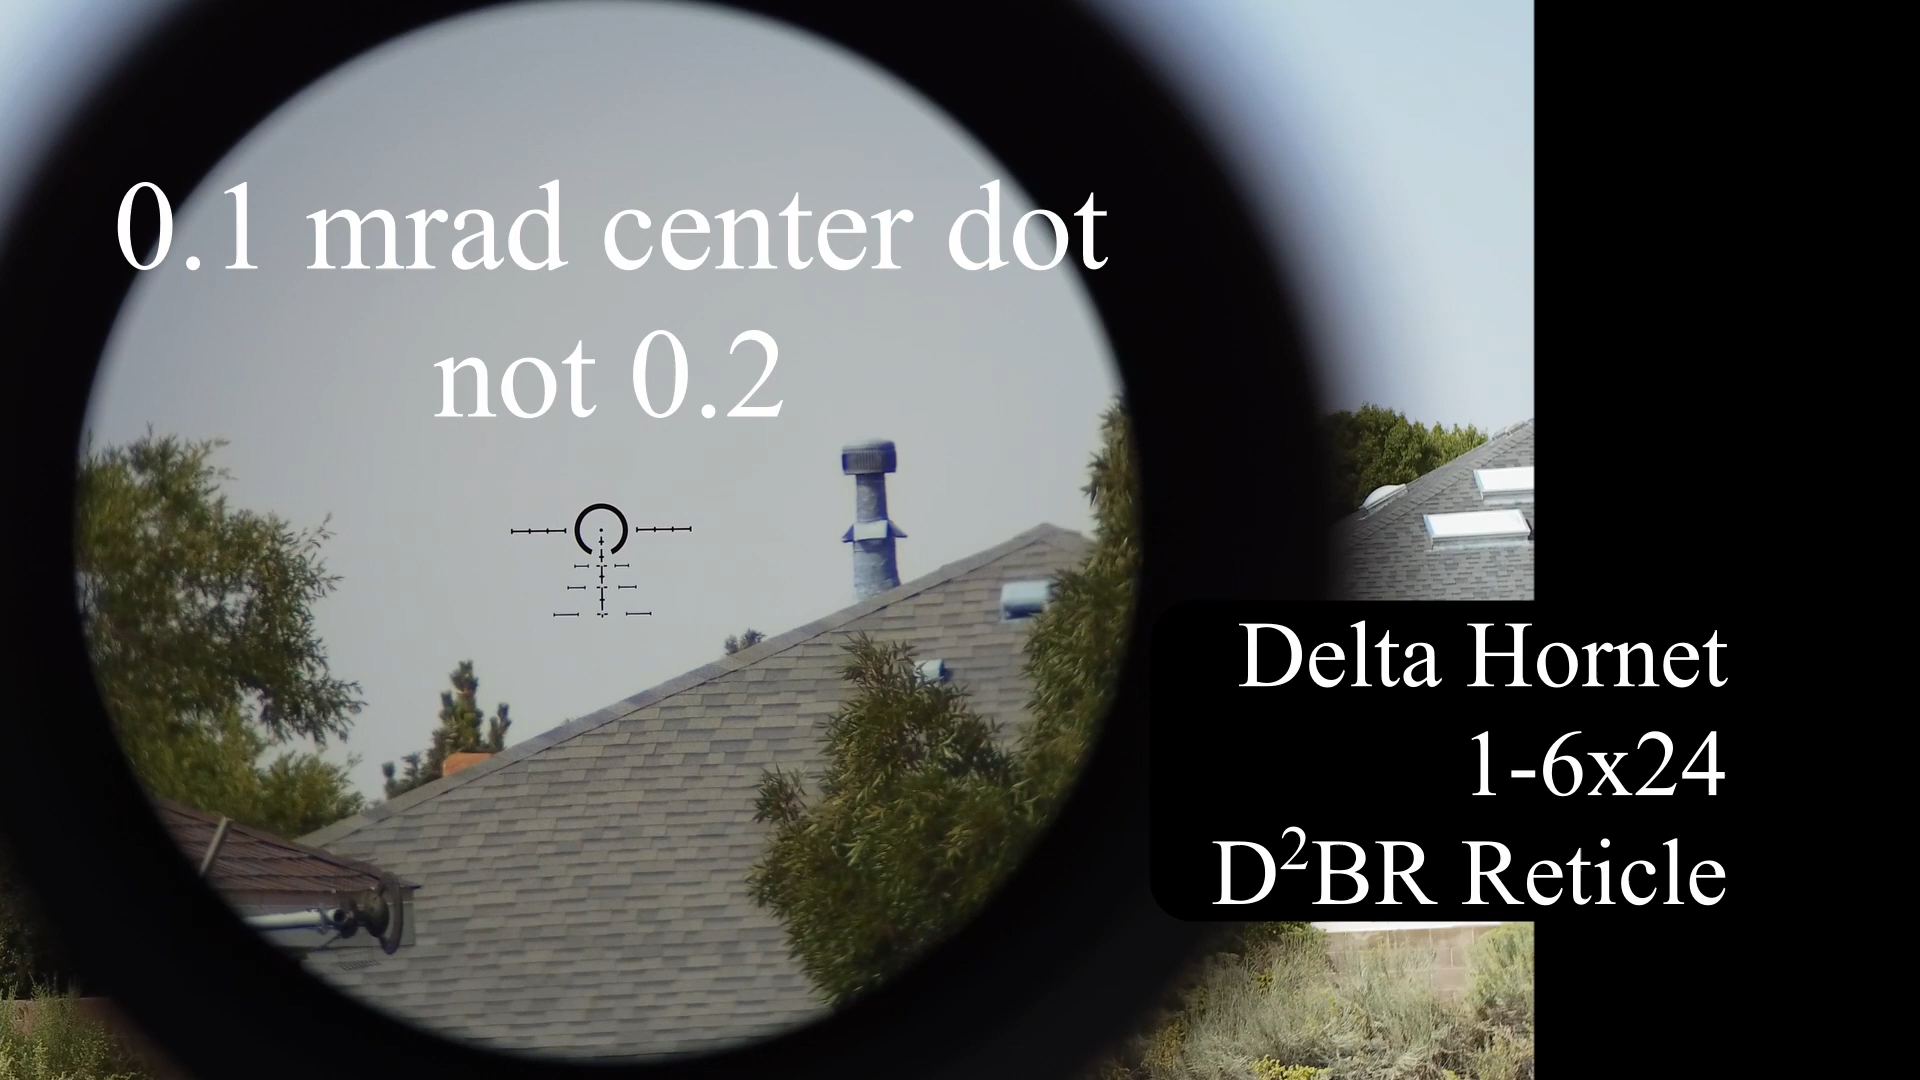 0.1 mrad center dot
not 0.2
Delta Hornet
1-6x24
D²BR Reticle